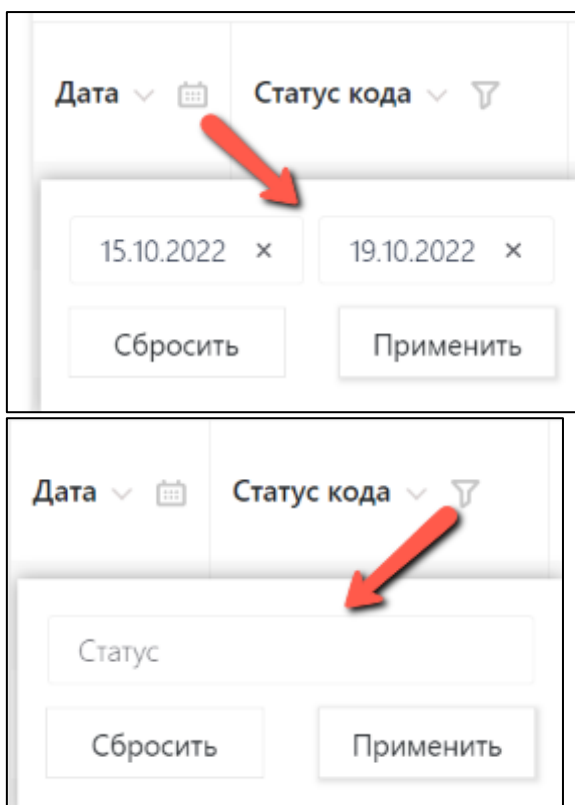 Дата Статус кода
15.10.2022 × 19.10.2022 ×
Сбросить Применить
Дата Статус кода
Статус
Сбросить Применить